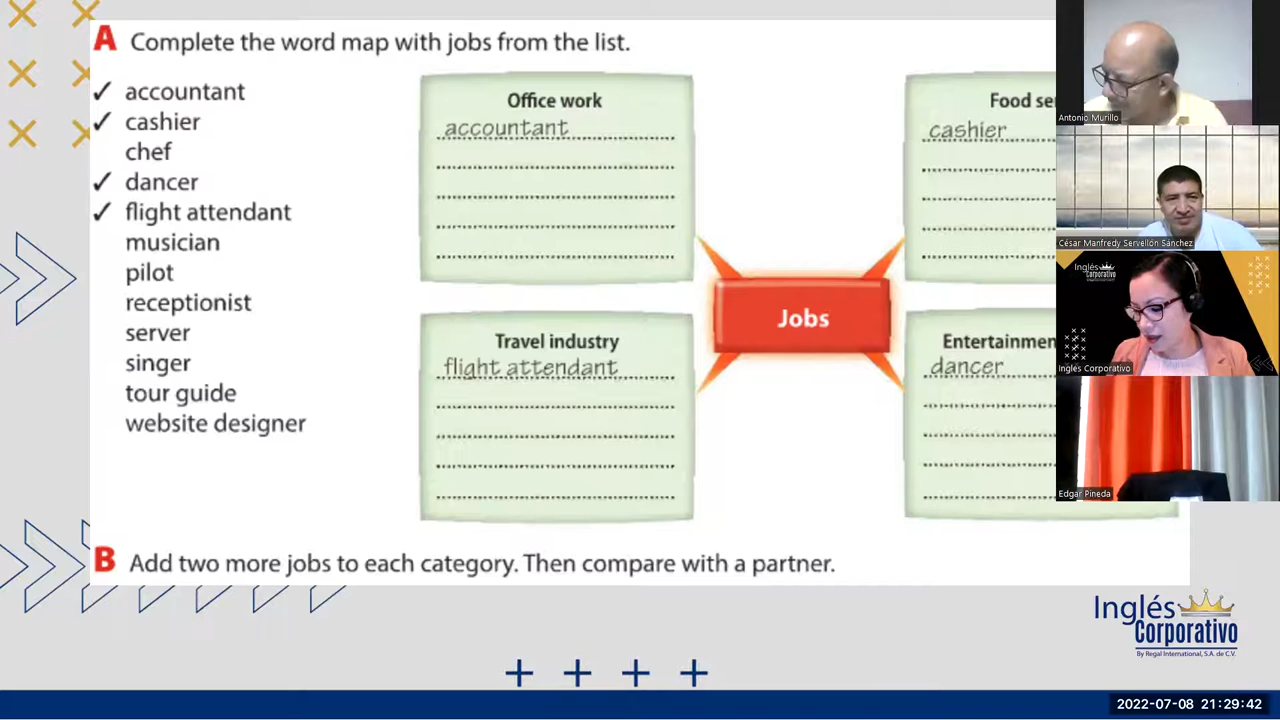 A Complete the word map with jobs from the list.
✓ accountant
✓ cashier
chef
✓ dancer
✓ flight attendant
musician
pilot
receptionist
server
singer
tour guide
website designer
Office work
accountant
Food
cashier
Jobs
Travel industry
flight attendant
dancer
B Add two more jobs to each category. Then compare with a partner.
Antonio Murillo
César Manfredy Servellón Sánchez
Inglés
Corporativo
Inglés Corporativo
Edgar Pineda
Inglés
Corporativo
By Regal International, S.A. de C.V.
2022-07-08 21:29:42